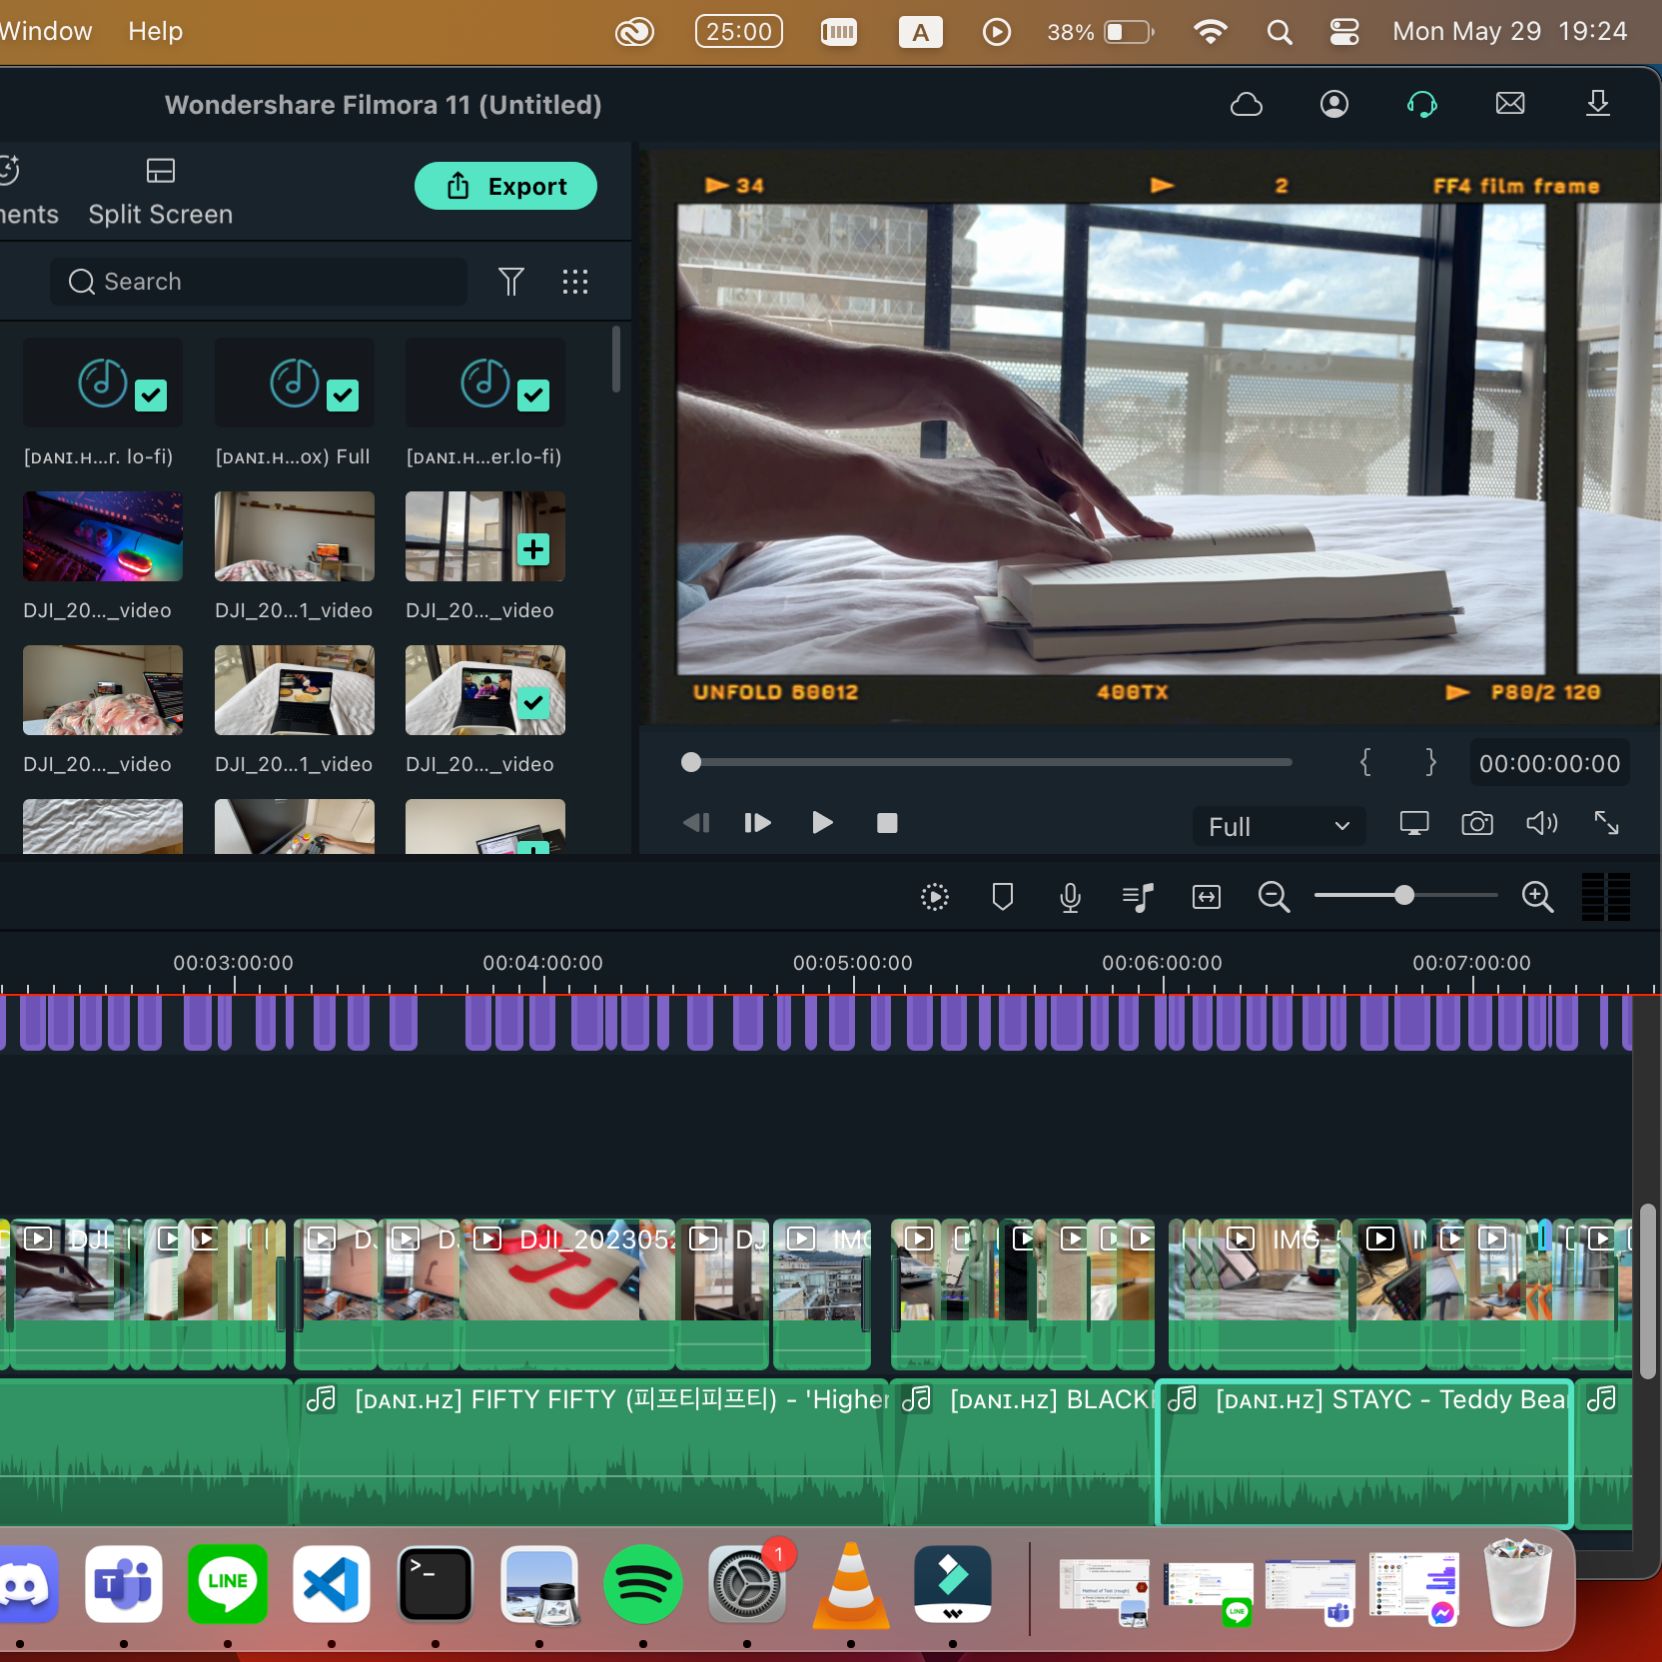 Window Help 25:00 A 38% Mon May 29 19:24
Wondershare Filmora 11 (Untitled)
Split Screen
Export
Search
[DANI.H...r. lo-fi) [DANI.H...ox) Full [DANI.H...er.lo-fi)
DJI_20..._video DJI_20...1_video DJI_20..._video
DJI_20..._video DJI_20...1_video DJI_20..._video
34 2 FF4 film frame
UNFOLD 60012 400TX P80/2 120
{ } 00:00:00:00
Full
00:03:00:00 00:04:00:00 00:05:00:00 00:06:00:00 00:07:00:00
DJI D. D. DJI_202305 DJ IMG IMG_
[DANI.HZ] FIFTY FIFTY (피프티피프티) - 'Higher [DANI.HZ] BLACK [DANI.HZ] STAYC - Teddy Bear
T LINE >_ 1